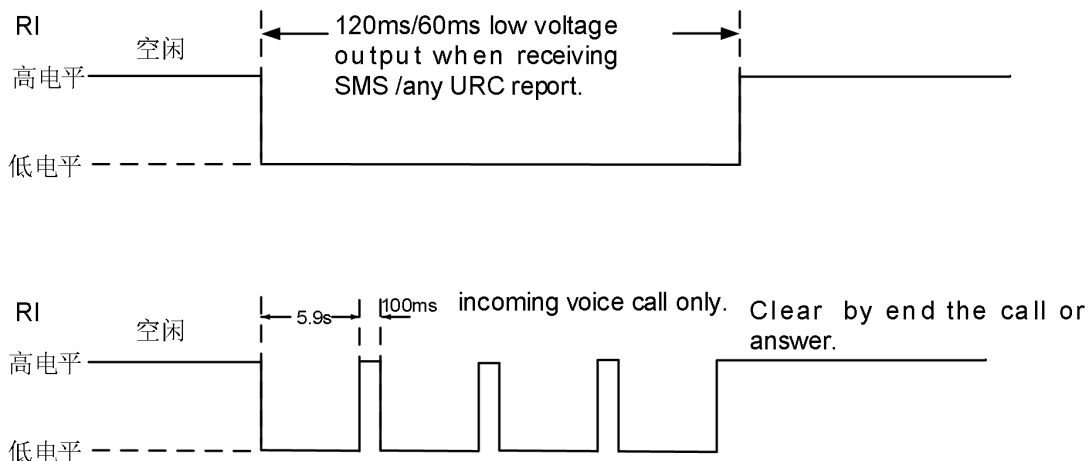 RI
空闲
120ms/60ms low voltage
output when receiving
SMS /any URC report.
高电平
低电平
RI
空闲
5.9s
100ms
incoming voice call only.
Clear by end the call or
answer.
高电平
低电平